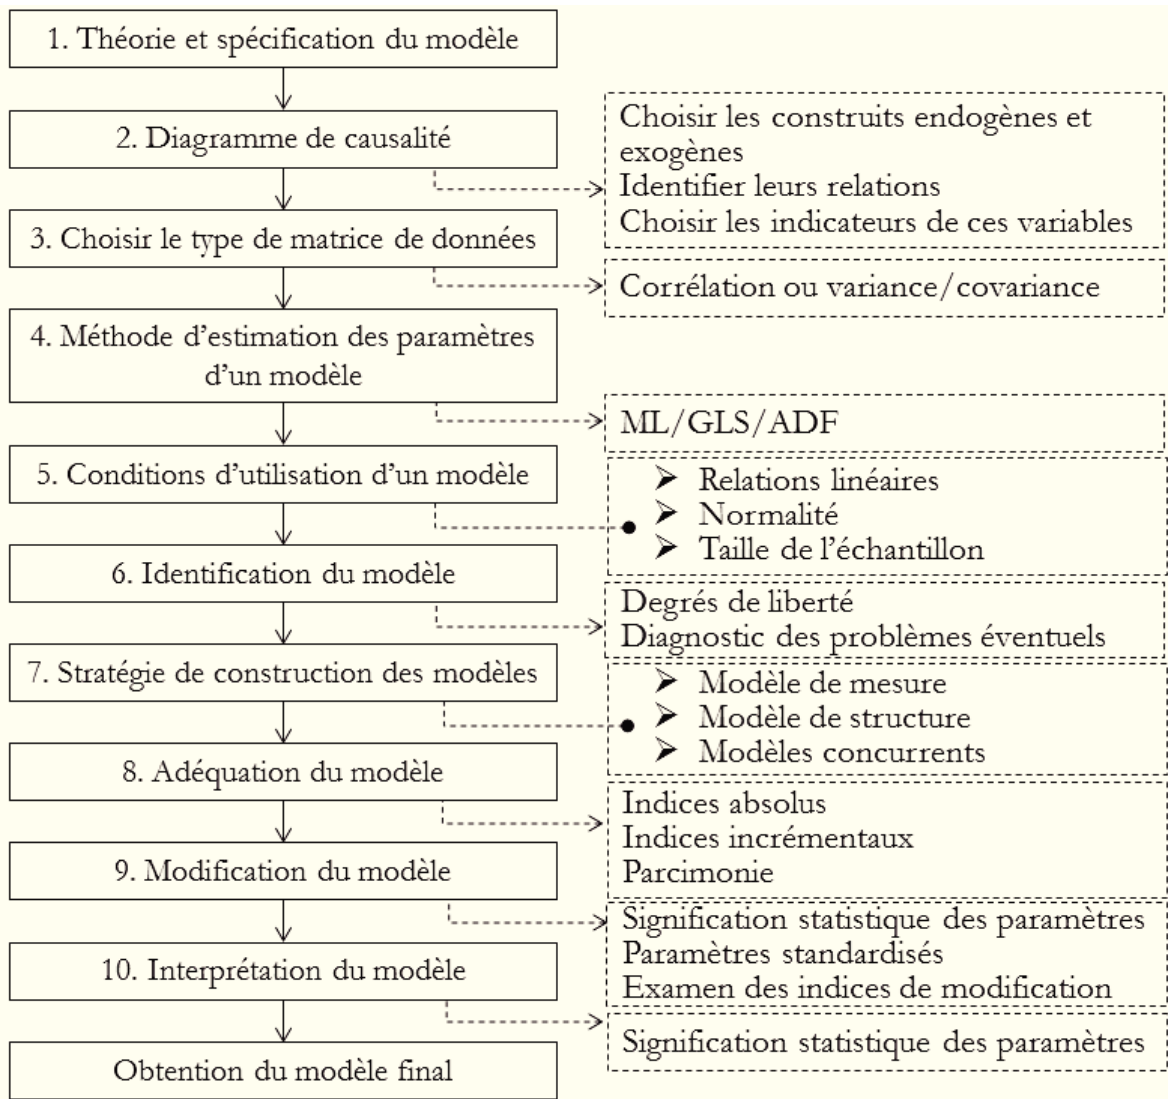 1. Théorie et spécification du modèle
2. Diagramme de causalité
Choisir les construits endogènes et
exogènes
Identifier leurs relations
Choisir les indicateurs de ces variables
3. Choisir le type de matrice de données
Corrélation ou variance/covariance
4. Méthode d'estimation des paramètres
d'un modèle
ML/GLS/ADF
5. Conditions d'utilisation d'un modèle
➢ Relations linéaires
➢ Normalité
➢ Taille de l'échantillon
6. Identification du modèle
Degrés de liberté
Diagnostic des problèmes éventuels
7. Stratégie de construction des modèles
➢ Modèle de mesure
➢ Modèle de structure
➢ Modèles concurrents
8. Adéquation du modèle
Indices absolus
Indices incrémentaux
Parcimonie
9. Modification du modèle
Signification statistique des paramètres
Paramètres standardisés
Examen des indices de modification
10. Interprétation du modèle
Signification statistique des paramètres
Obtention du modèle final